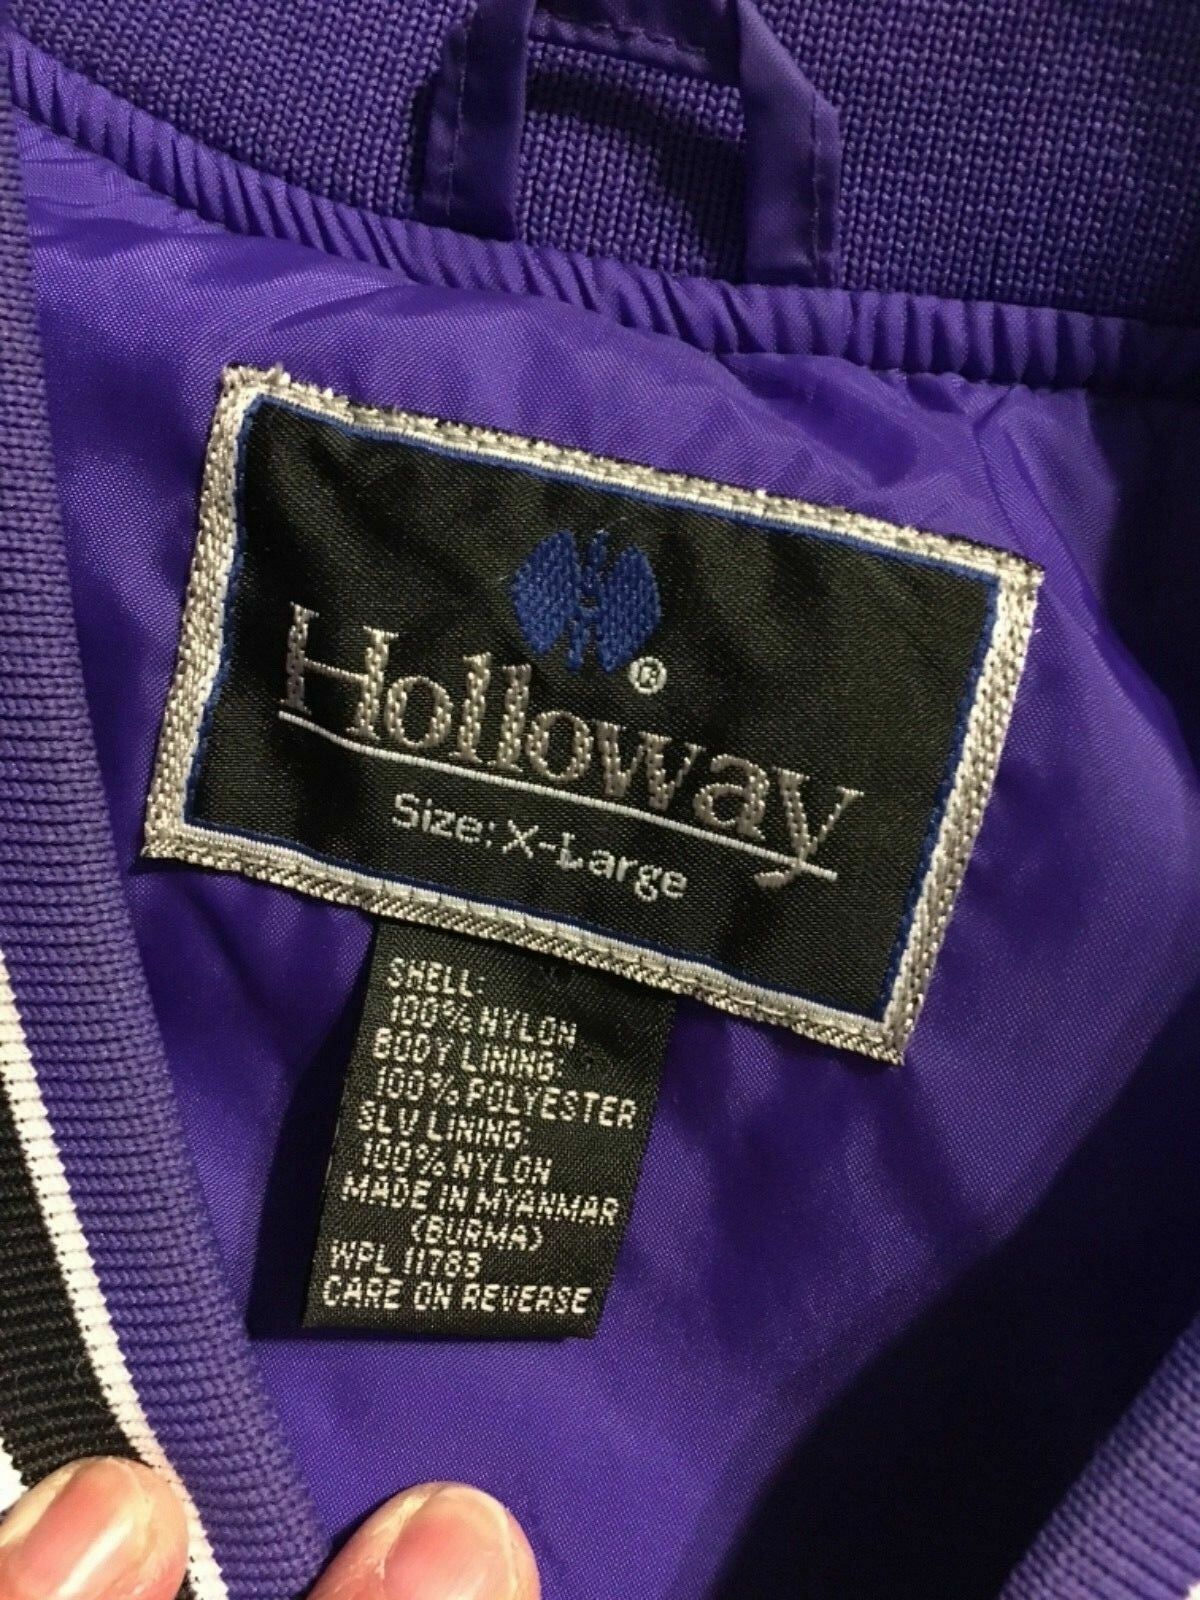 Holloway®
Size: X-Large
SHELL:
100% NYLON
BODY LINING:
100% POLYESTER
SLV LINING:
100% NYLON
MADE IN MYANMAR
(BURMA)
WPL 11783
CARE ON REVERSE